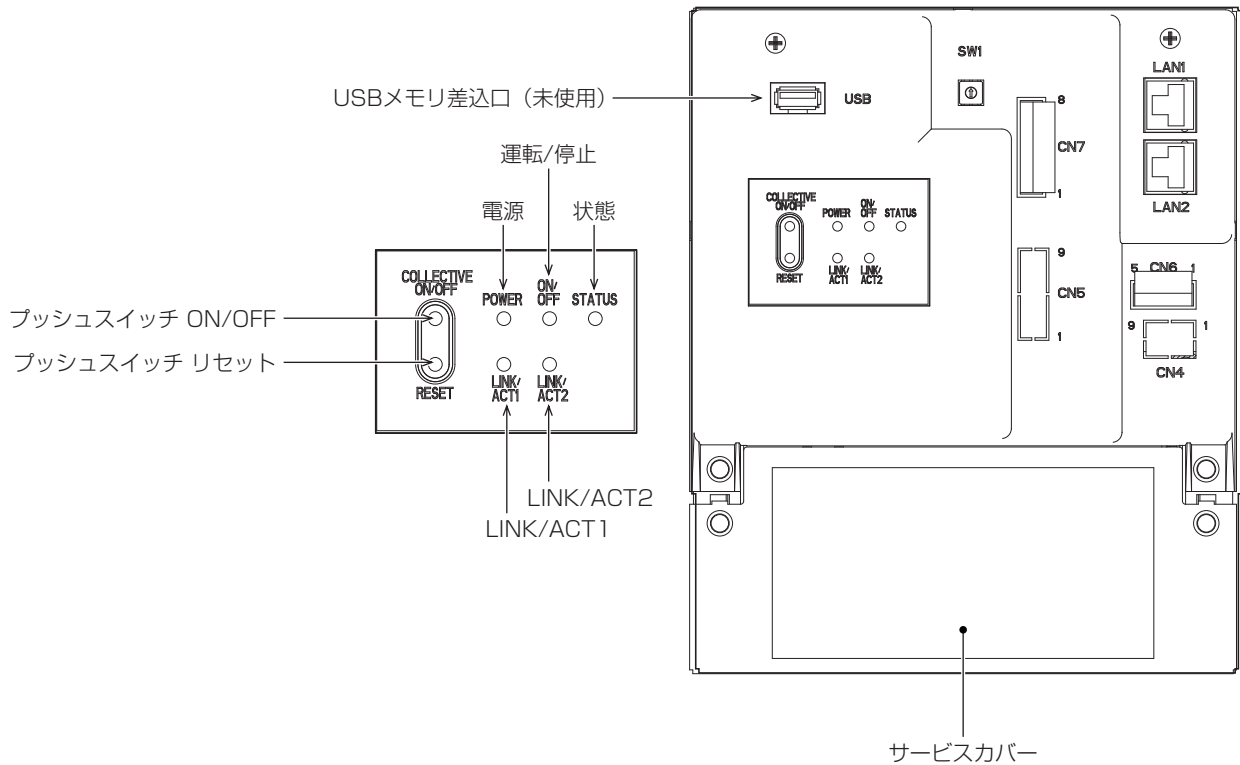 USBメモリ差込口（未使用）
運転/停止
電源
状態
COLLECTIVE
ON/OFF
POWER
ON/
OFF
STATUS
プッシュスイッチ ON/OFF
プッシュスイッチ リセット
RESET
LINK/
ACT1
LINK/
ACT2
LINK/ACT2
LINK/ACT1
USB
SW1
LAN1
LAN2
8
CN7
1
COLLECTIVE
ON/OFF
POWER
ON/
OFF
STATUS
RESET
LINK/
ACT1
LINK/
ACT2
9
CN5
1
5 CN6 1
9 1
CN4
サービスカバー